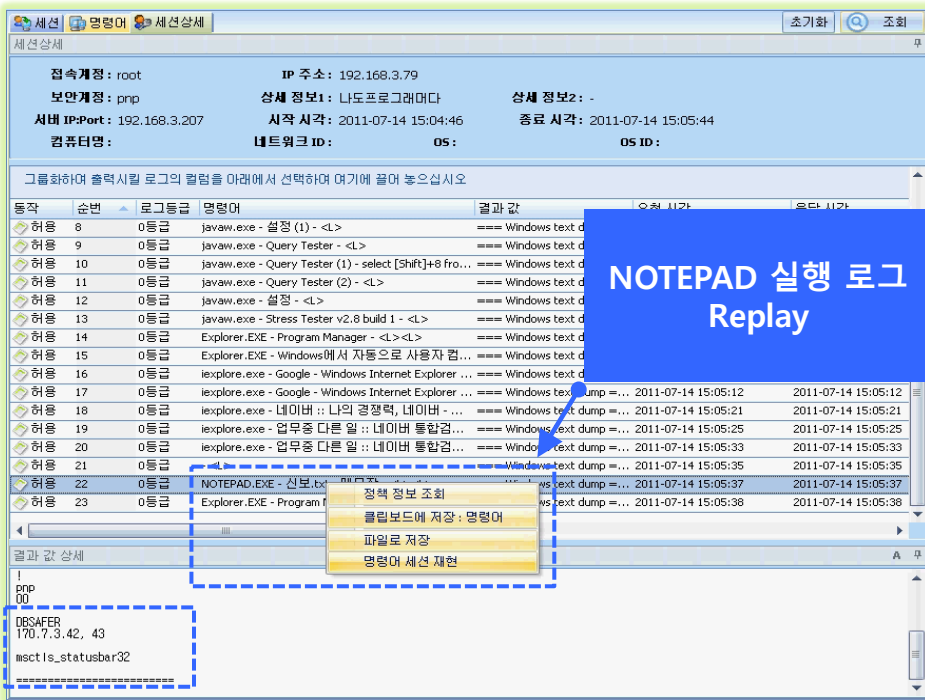 세션 명령어 세션상세 초기화 조회
세션상세
접속계정: root IP 주소: 192.168.3.79
보안계정: pnp 상세 정보1: 나도프로그래머다 상세 정보2: -
서버 IP:Port: 192.168.3.207 시작 시각: 2011-07-14 15:04:46 종료 시각: 2011-07-14 15:05:44
컴퓨터명: 네트워크 ID: OS: OS ID:
그룹화하여 출력시킬 로그의 컬럼을 아래에서 선택하여 여기에 끌어 놓으십시오
동작 순번 로그등급 명령어 결과 값 요청 시각 응답 시각
허용 8 0등급 javaw.exe - 설정 (1) - <L> === Windows text d
허용 9 0등급 javaw.exe - Query Tester - <L> === Windows text d
허용 10 0등급 javaw.exe - Query Tester (1) - select [Shift]+8 fro... === Windows text d
허용 11 0등급 javaw.exe - Query Tester (2) - <L> === Windows text d
허용 12 0등급 javaw.exe - 설정 - <L> === Windows text d
허용 13 0등급 javaw.exe - Stress Tester v2.8 build 1 - <L> === Windows text d
허용 14 0등급 Explorer.EXE - Program Manager - <L><L> === Windows text d
허용 15 0등급 Explorer.EXE - Windows에서 자동으로 사용자 컴... === Windows text d
허용 16 0등급 iexplore.exe - Google - Windows Internet Explorer ... === Windows text d
허용 17 0등급 iexplore.exe - Google - Windows Internet Explorer ... === Windows text dump =... 2011-07-14 15:05:12 2011-07-14 15:05:12
허용 18 0등급 iexplore.exe - 네이버 :: 나의 경쟁력, 네이버 - ... === Windows text dump =... 2011-07-14 15:05:21 2011-07-14 15:05:21
허용 19 0등급 iexplore.exe - 업무중 다른 일 :: 네이버 통합검... === Windows text dump =... 2011-07-14 15:05:25 2011-07-14 15:05:25
허용 20 0등급 iexplore.exe - 업무중 다른 일 :: 네이버 통합검... === Windows text dump =... 2011-07-14 15:05:33 2011-07-14 15:05:33
허용 21 0등급 - <L> === Windows text dump =... 2011-07-14 15:05:35 2011-07-14 15:05:35
허용 22 0등급 NOTEPAD.EXE - 신보.tx ws text dump =... 2011-07-14 15:05:37 2011-07-14 15:05:37
허용 23 0등급 Explorer.EXE - Program ws text dump =... 2011-07-14 15:05:38 2011-07-14 15:05:38
NOTEPAD 실행 로그
Replay
정책 정보 조회
클립보드에 저장 : 명령어
파일로 저장
명령어 세션 재현
결과 값 상세 A
!
pnp
00
DBSAFER
170.7.3.42, 43
msctls_statusbar32
=========================